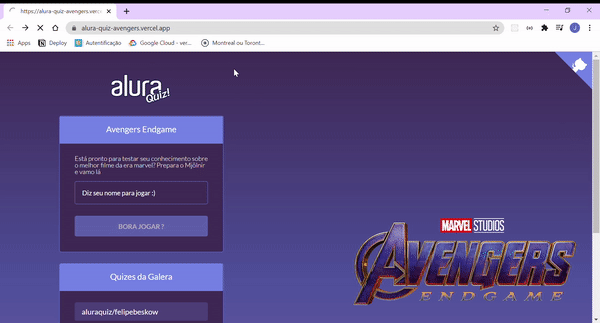 https://alura-quiz-avengers.verce
alura-quiz-avengers.vercel.app
Apps
Deploy
Autentificação
Google Cloud - ver...
Montreal ou Toront...
alura
Quiz!
Avengers Endgame
Está pronto para testar seu conhecimento sobre
o melhor filme da era marvel? Prepara o Mjölnir
e vamo lá
Diz seu nome para jogar :)
BORA JOGAR ?
MARVEL STUDIOS
AVENGERS
ENDGAME
Quizes da Galera
aluraquiz/felipebeskow